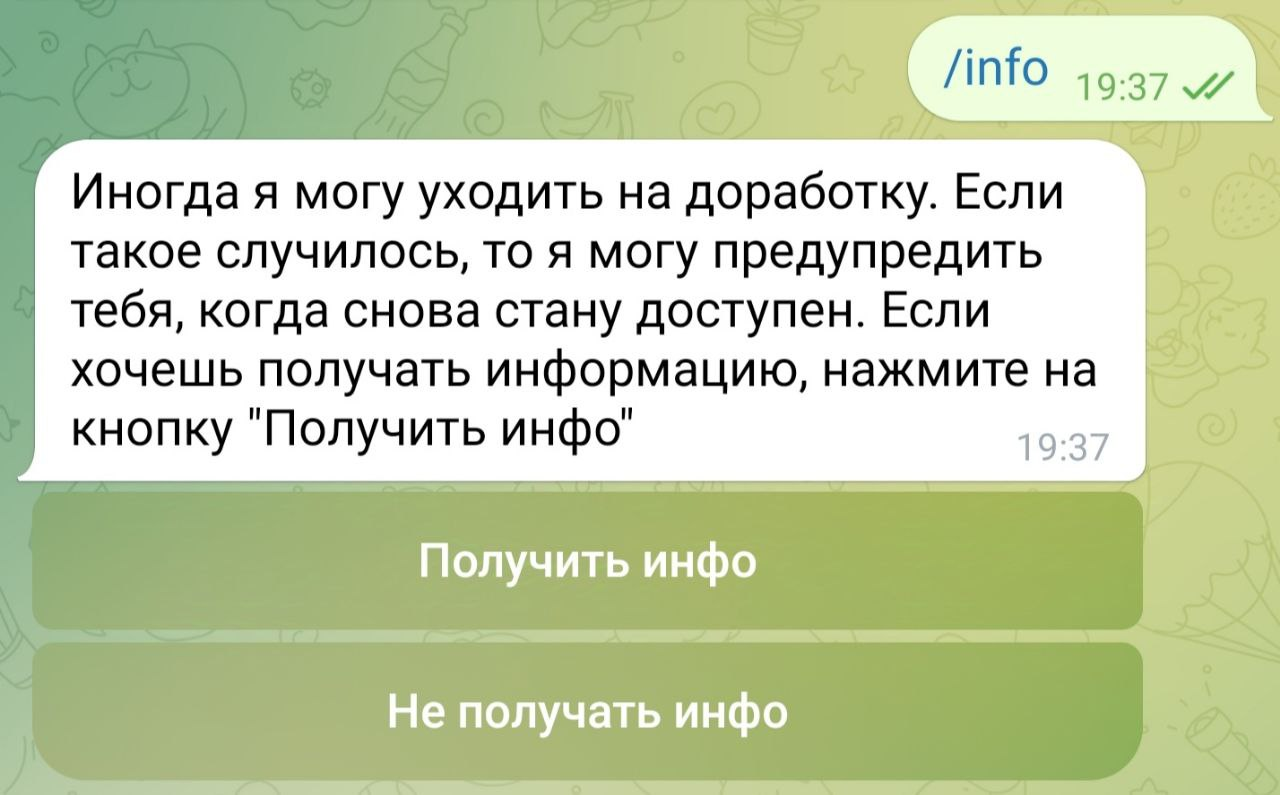 /info 19:37
Иногда я могу уходить на доработку. Если
такое случилось, то я могу предупредить
тебя, когда снова стану доступен. Если
хочешь получать информацию, нажмите на
кнопку "Получить инфо"
19:37
Получить инфо
Не получать инфо